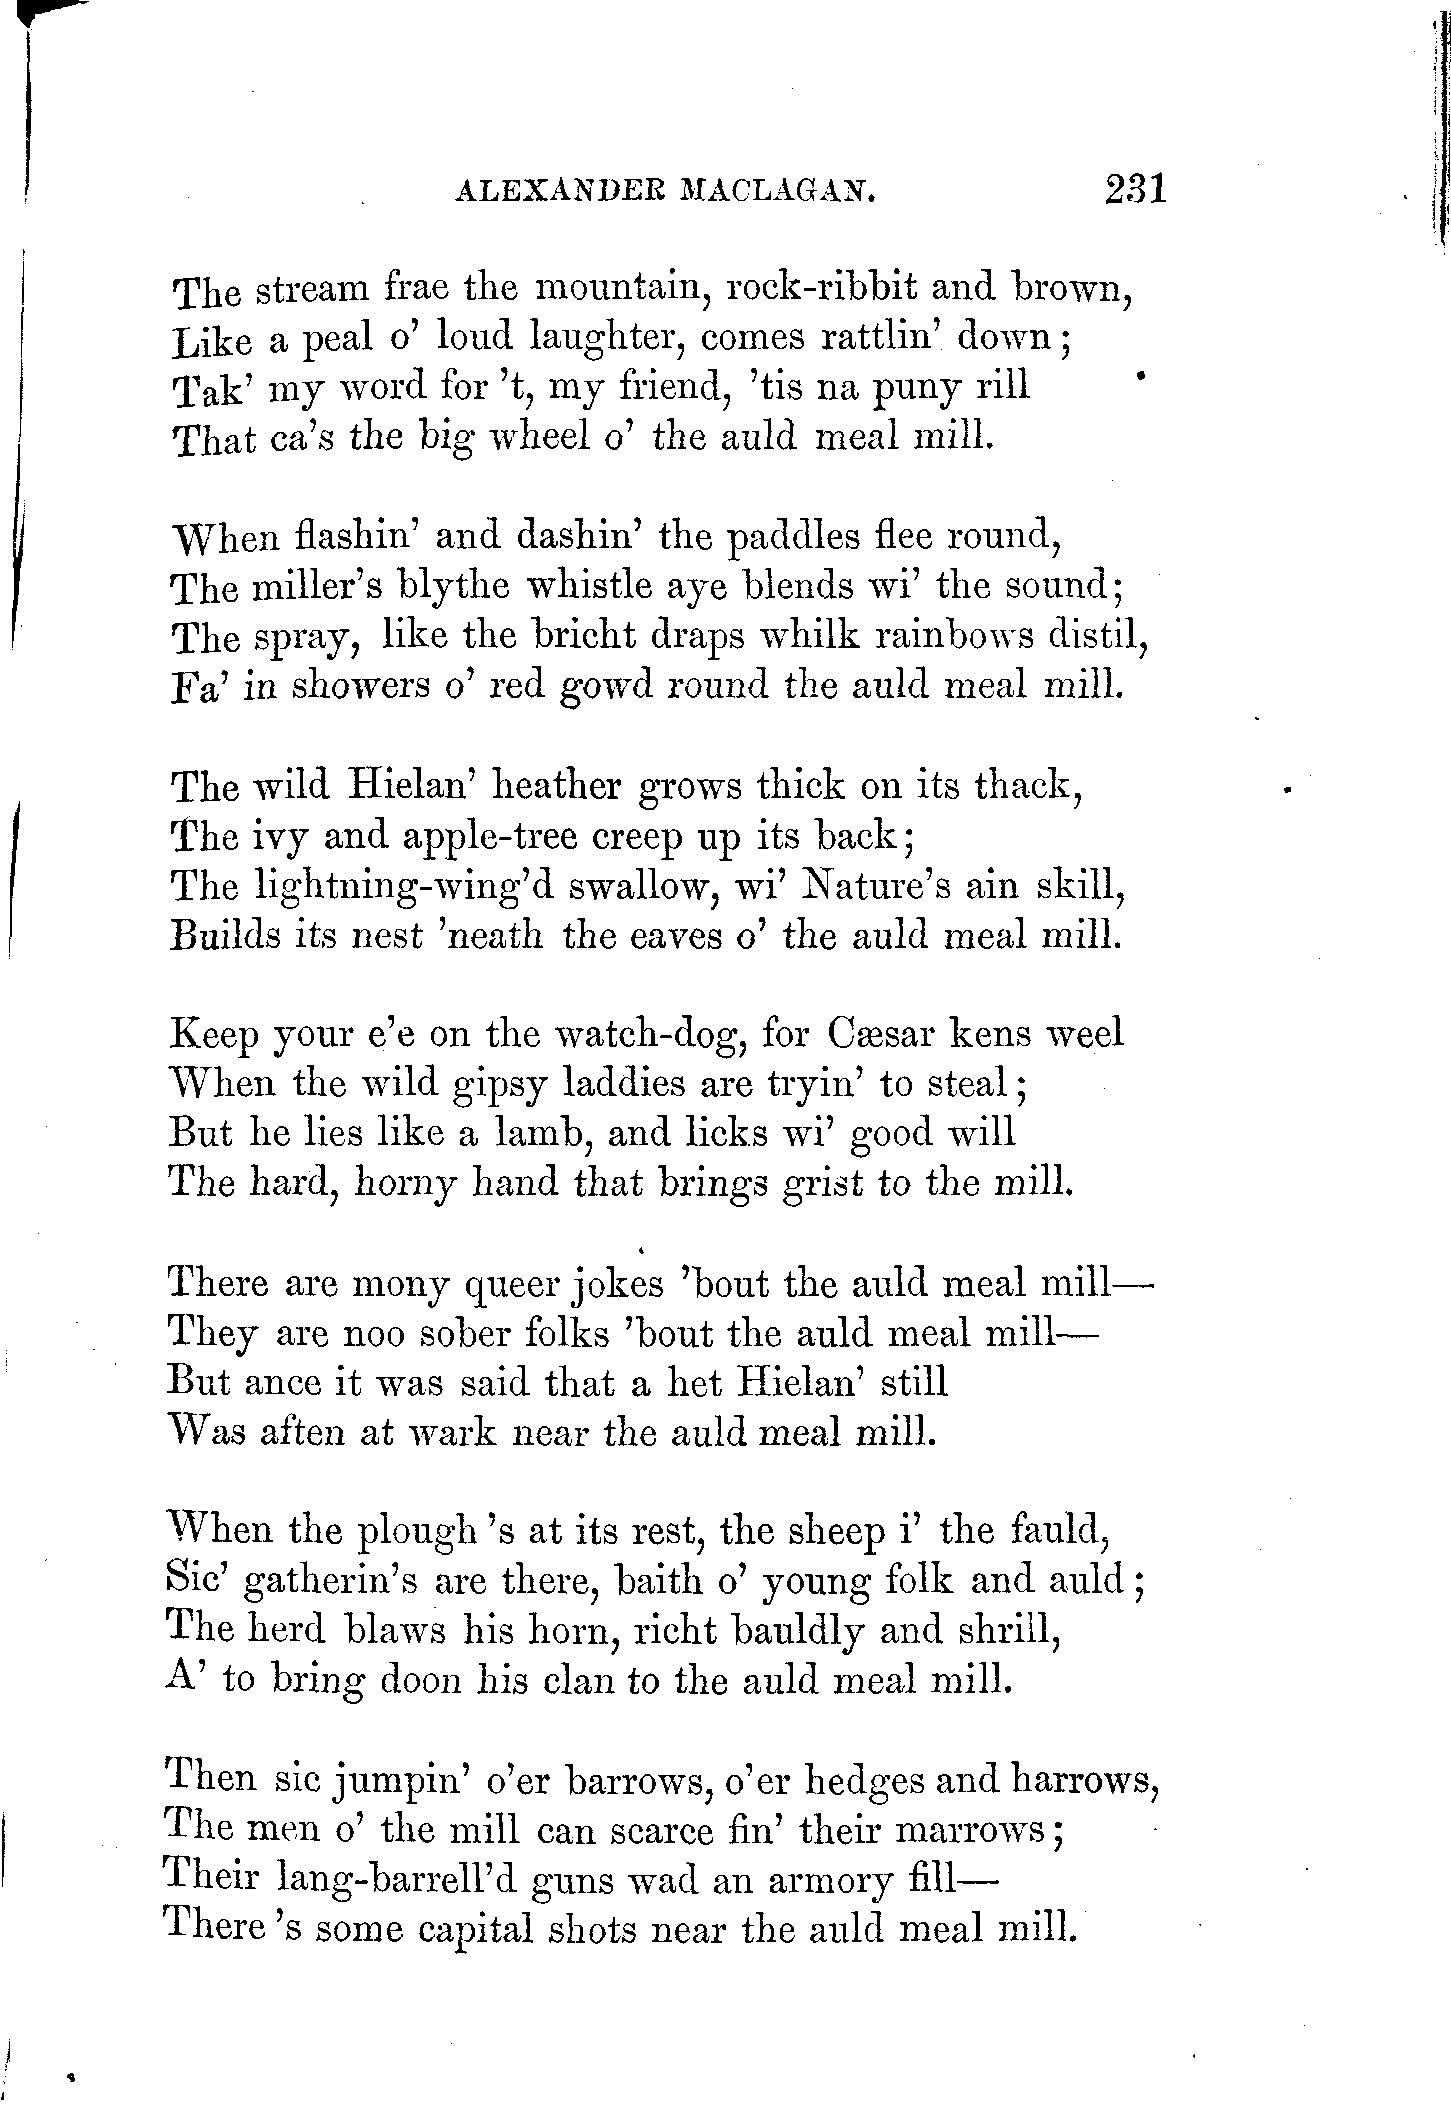 ALEXANDER MACLAGAN. 231
The stream frae the mountain, rock-ribbit and brown,
Like a peal o' loud laughter, comes rattlin' down;
Tak' my word for 't, my friend, 'tis na puny rill
That ca's the big wheel o' the auld meal mill.
When flashin' and dashin' the paddles flee round,
The miller's blythe whistle aye blends wi' the sound;
The spray, like the bricht draps whilk rainbows distil,
Fa' in showers o' red gowd round the auld meal mill.
The wild Hielan' heather grows thick on its thack,
The ivy and apple-tree creep up its back;
The lightning-wing'd swallow, wi' Nature's ain skill,
Builds its nest 'neath the eaves o' the auld meal mill.
Keep your e'e on the watch-dog, for Cæsar kens weel
When the wild gipsy laddies are tryin' to steal;
But he lies like a lamb, and licks wi' good will
The hard, horny hand that brings grist to the mill.
There are mony queer jokes 'bout the auld meal mill—
They are noo sober folks 'bout the auld meal mill—
But ance it was said that a het Hielan' still
Was aften at wark near the auld meal mill.
When the plough 's at its rest, the sheep i' the fauld,
Sic' gatherin's are there, baith o' young folk and auld;
The herd blaws his horn, richt bauldly and shrill,
A' to bring doon his clan to the auld meal mill.
Then sic jumpin' o'er barrows, o'er hedges and harrows,
The men o' the mill can scarce fin' their marrows;
Their lang-barrell'd guns wad an armory fill—
There 's some capital shots near the auld meal mill.